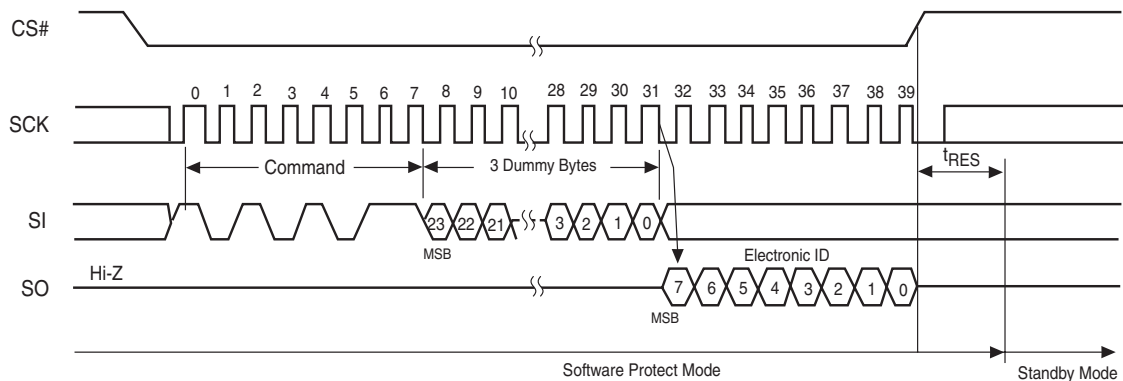 CS#
0 1 2 3 4 5 6 7 8 9 10 28 29 30 31 32 33 34 35 36 37 38 39
SCK
tRES
Command
3 Dummy Bytes
SI
23 22 21 3 2 1 0
MSB
Electronic ID
Hi-Z
SO
7 6 5 4 3 2 1 0
MSB
Software Protect Mode
Standby Mode